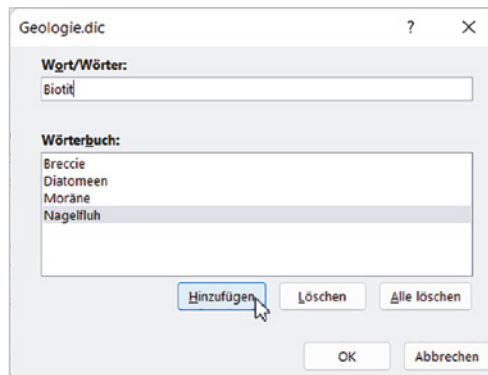 Geologie.dic ?
Wort/Wörter:
Biotit
Wörterbuch:
Breccie
Diatomeen
Moräne
Nagelfluh
Hinzufügen Löschen Alle löschen
OK Abbrechen